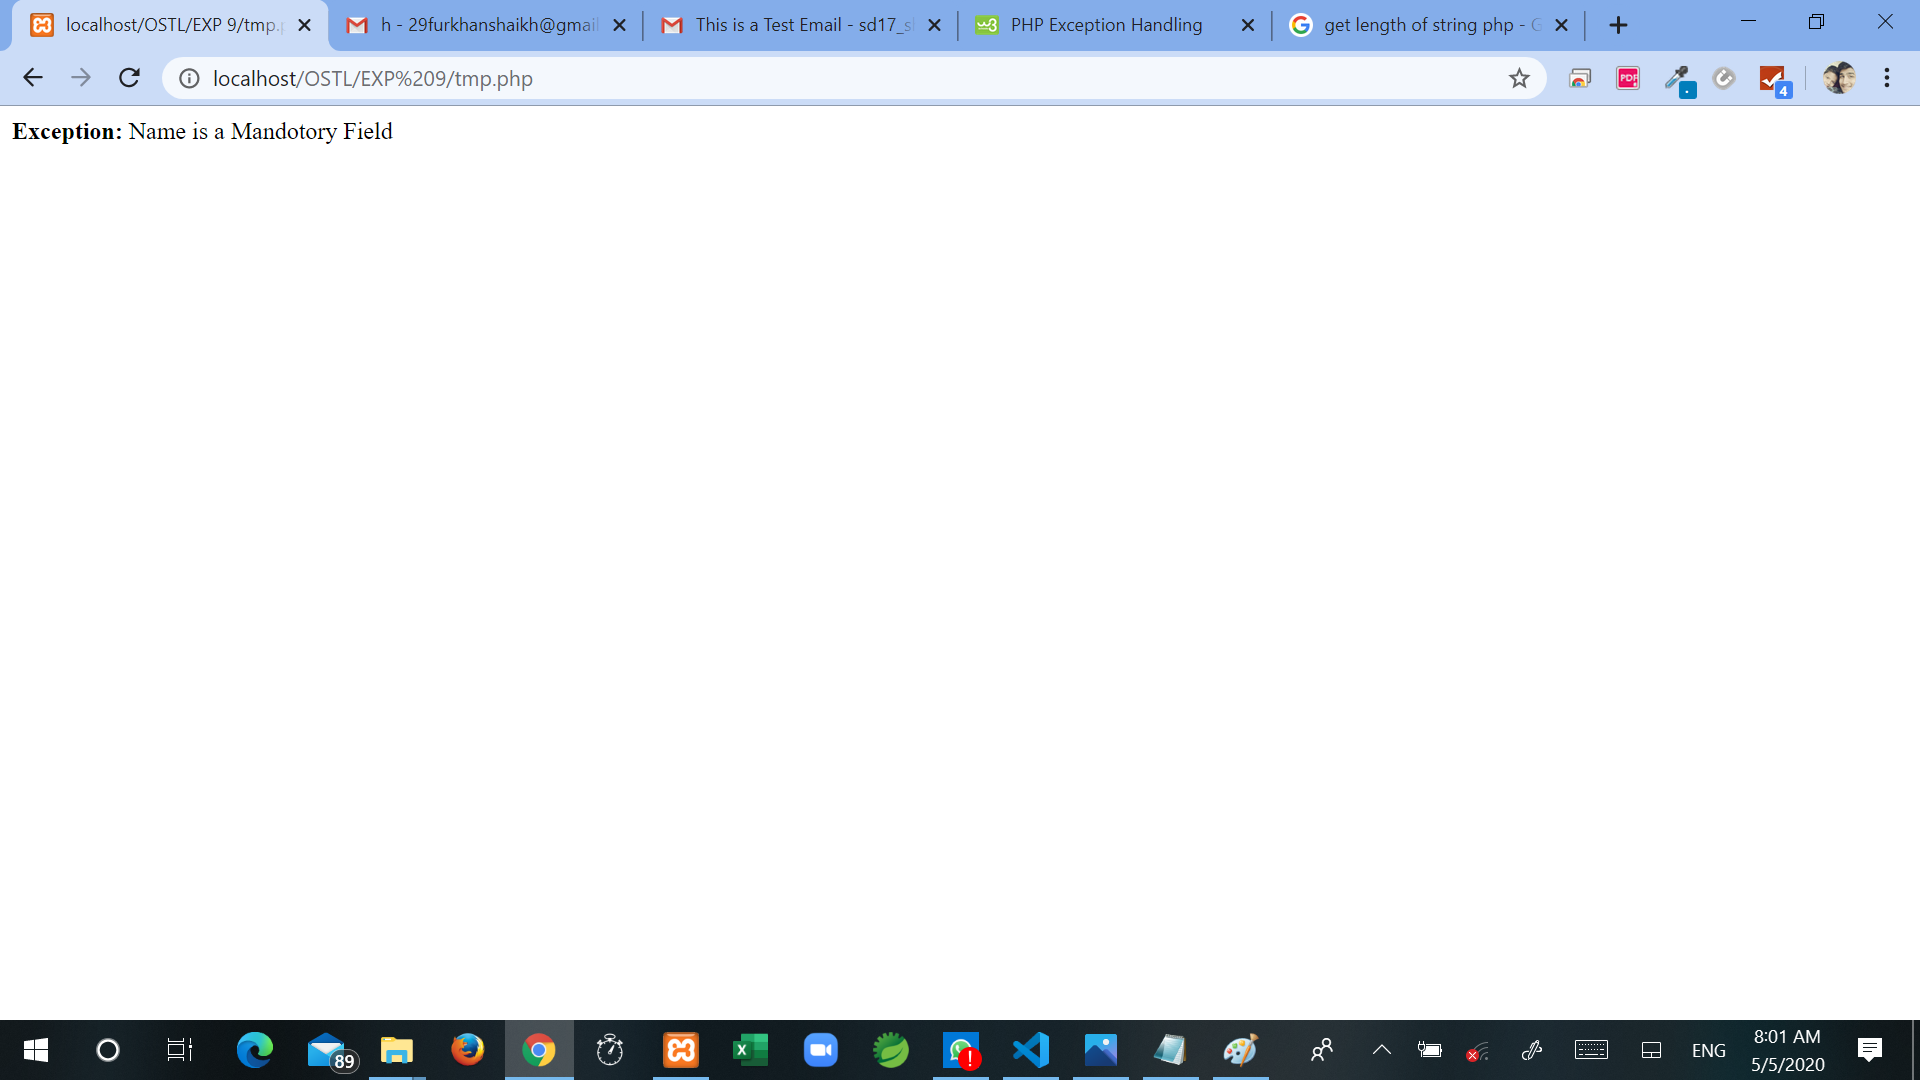 localhost/OSTL/EXP 9/tmp.p
h - 29furkhanshaikh@gmail
This is a Test Email - sd17_sh
PHP Exception Handling
get length of string php - G
localhost/OSTL/EXP%209/tmp.php
PDF
4
Exception: Name is a Mandotory Field
89
ENG
8:01 AM
5/5/2020